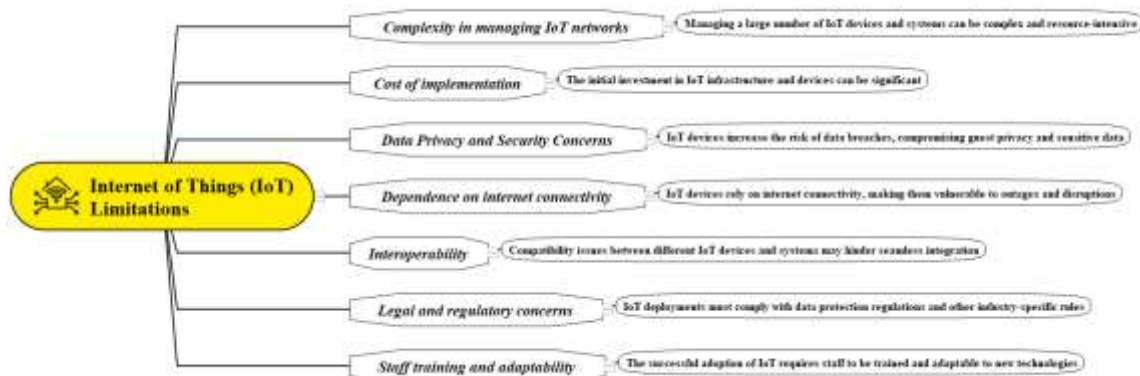 Complexity in managing IoT networks
Managing a large number of IoT devices and systems can be complex and resource-intensive
Cost of implementation
The initial investment in IoT infrastructure and devices can be significant
Data Privacy and Security Concerns
IoT devices increase the risk of data breaches, compromising guest privacy and sensitive data
Internet of Things (IoT)
Limitations
Dependence on internet connectivity
IoT devices rely on internet connectivity, making them vulnerable to outages and disruptions
Interoperability
Compatibility issues between different IoT devices and systems may hinder seamless integration
Legal and regulatory concerns
IoT deployments must comply with data protection regulations and other industry-specific rules
Staff training and adaptability
The successful adoption of IoT requires staff to be trained and adaptable to new technologies